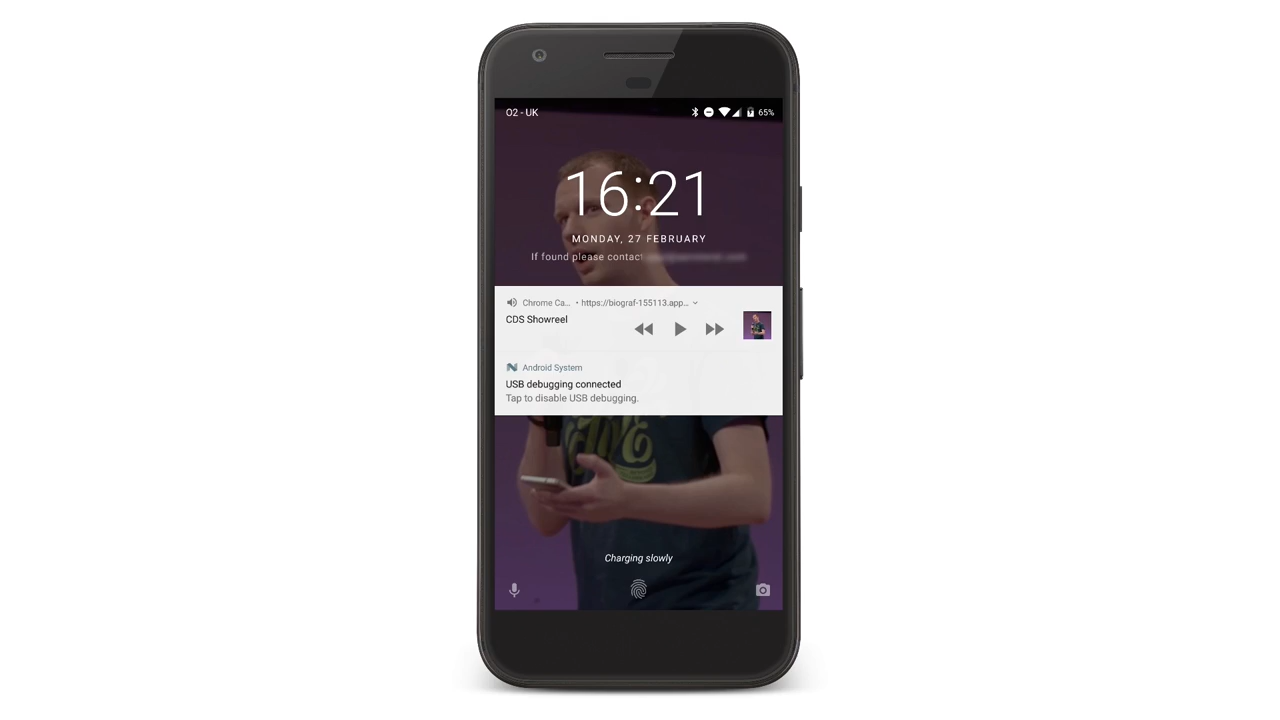 O2 - UK 65%
16:21
MONDAY, 27 FEBRUARY
If found please contact
Chrome Ca... • https://biograf-155113.app...
CDS Showreel
Android System
USB debugging connected
Tap to disable USB debugging.
Charging slowly